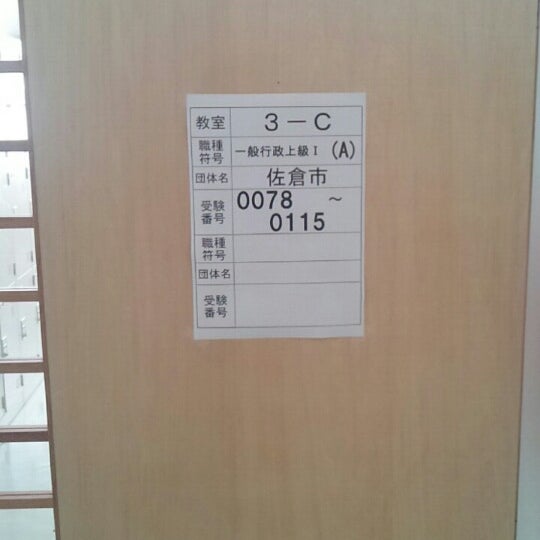 教室 3-C
職種符号 一般行政上級Ⅰ (A)
団体名 佐倉市
受験番号 0078 ~
0115
職種符号
団体名
受験番号